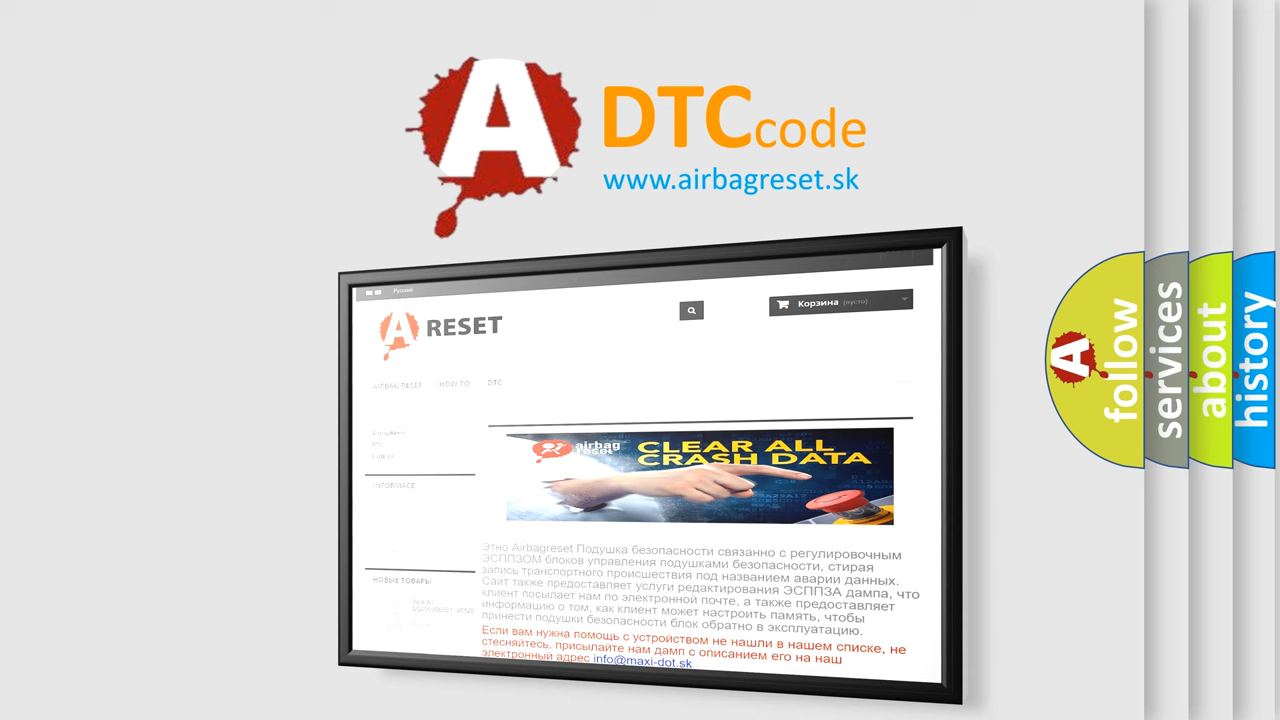 A DTCcode
www.airbagreset.sk
Русский
Корзина (пусто)
A RESET
AIRBAG RESET HOW TO DTC
airbag
reset
CLEAR ALL
CRASH DATA
INFORMACE
НОВЫЕ ТОВАРЫ
Этно Airbagreset Подушка безопасности связанно с регулировочным
ЭСППЗОМ блоков управления подушками безопасности, стирая
запись транспортного происшествия под названием аварии данных.
Сайт также предоставляет услуги редактирования ЭСППЗА дампа, что
клиент посылает нам по электронной почте, а также предоставляет
информацию о том, как клиент может настроить память, чтобы
принести подушки безопасности блок обратно в эксплуатацию.
Если вам нужна помощь с устройством не нашли в нашем списке, не
стесняйтесь, присылайте нам дамп с описанием его на наш
электронный адрес info@maxi-dot.sk
A follow
services
about
history